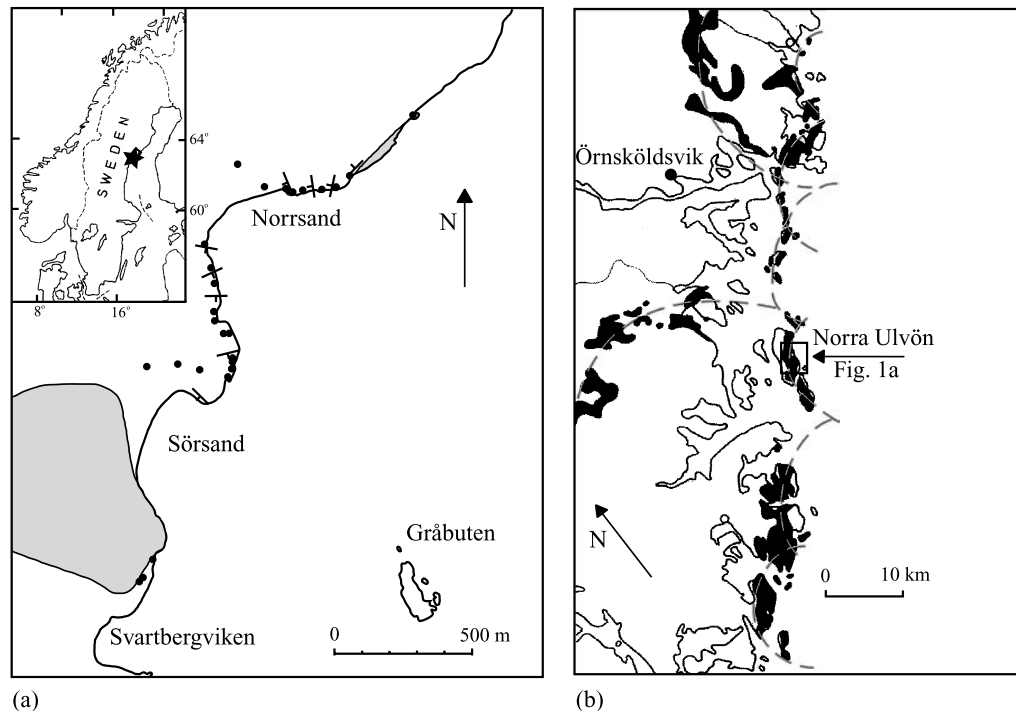 64°
SWEDEN
60°
8°
16°
Norrsand
N
Sörsand
Gråbuten
Svartbergviken
0
500 m
(a)
Örnsköldsvik
Norra Ulvön
Fig. 1a
N
0
10 km
(b)